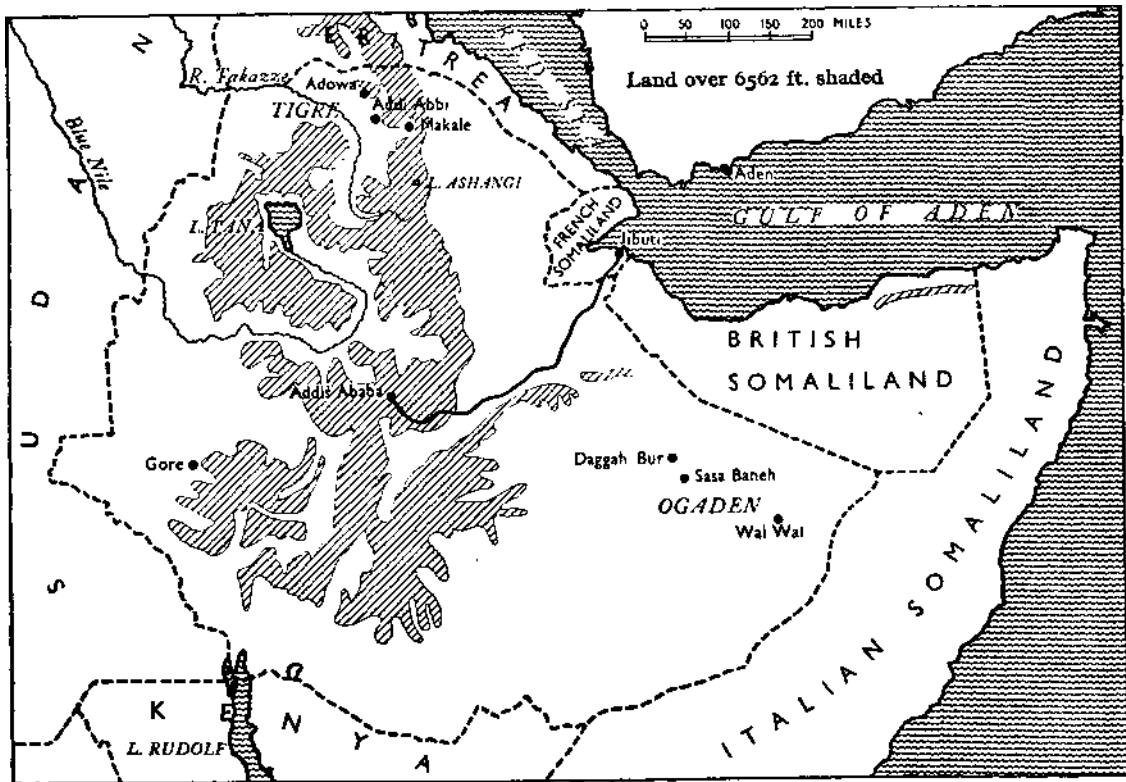 0 50 100 160 200 MILES
Land over 6562 ft. shaded
ERITREA
R. Takazze
Adowa
Addi Abbi
TIGRE
Makale
Blue Nile
L. ASHANGI
Aden
L. TANA
GULF OF ADEN
FRENCH
SOMALILAND
Jibuti
SUDAN
BRITISH
SOMALILAND
Addis Ababa
Gore
Daggah Bur
Sasa Baneh
OGADEN
Wal Wal
ITALIAN SOMALILAND
KENYA
L. RUDOLF